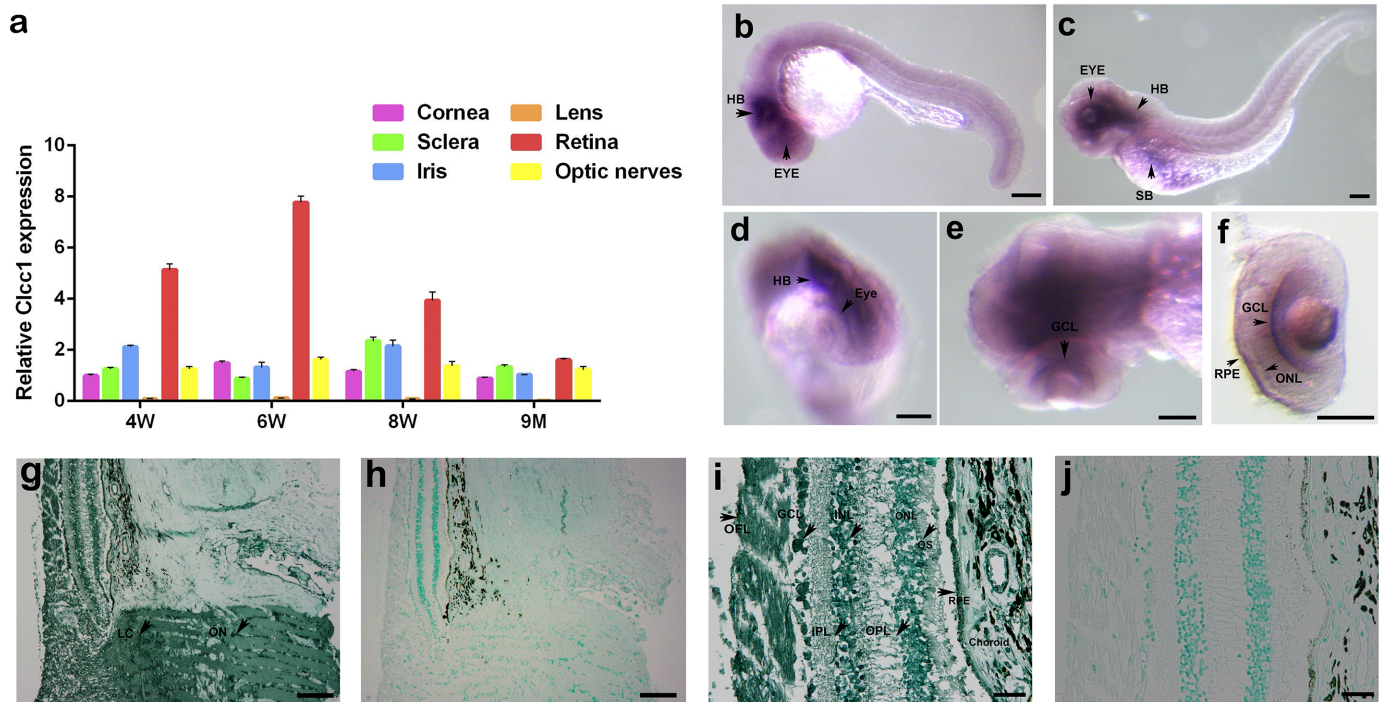 a
Relative Clcc1 expression
10
8
6
4
2
0
4W 6W 8W 9M
Cornea Lens
Sclera Retina
Iris Optic nerves
b
HB
EYE
c
EYE
HB
SB
d
HB
Eye
e
GCL
f
GCL
RPE
ONL
g
LC
ON
h
i
OFL
GCL
INL
ONL
OS
RPE
IPL
OPL
Choroid
j